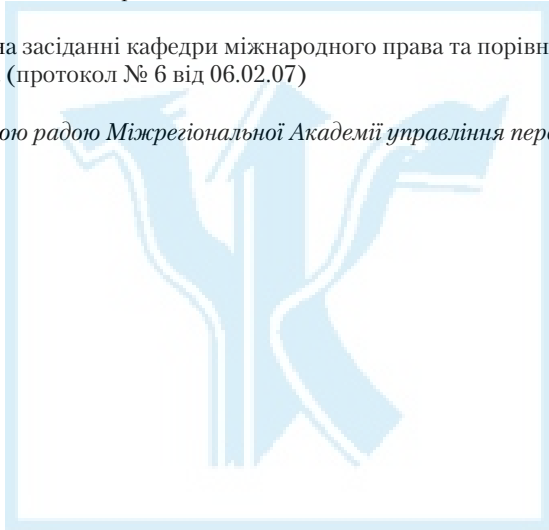 на засіданні кафедри міжнародного права та порівн
(протокол № 6 від 06.02.07)
ою радою Міжрегіональної Академії управління пер